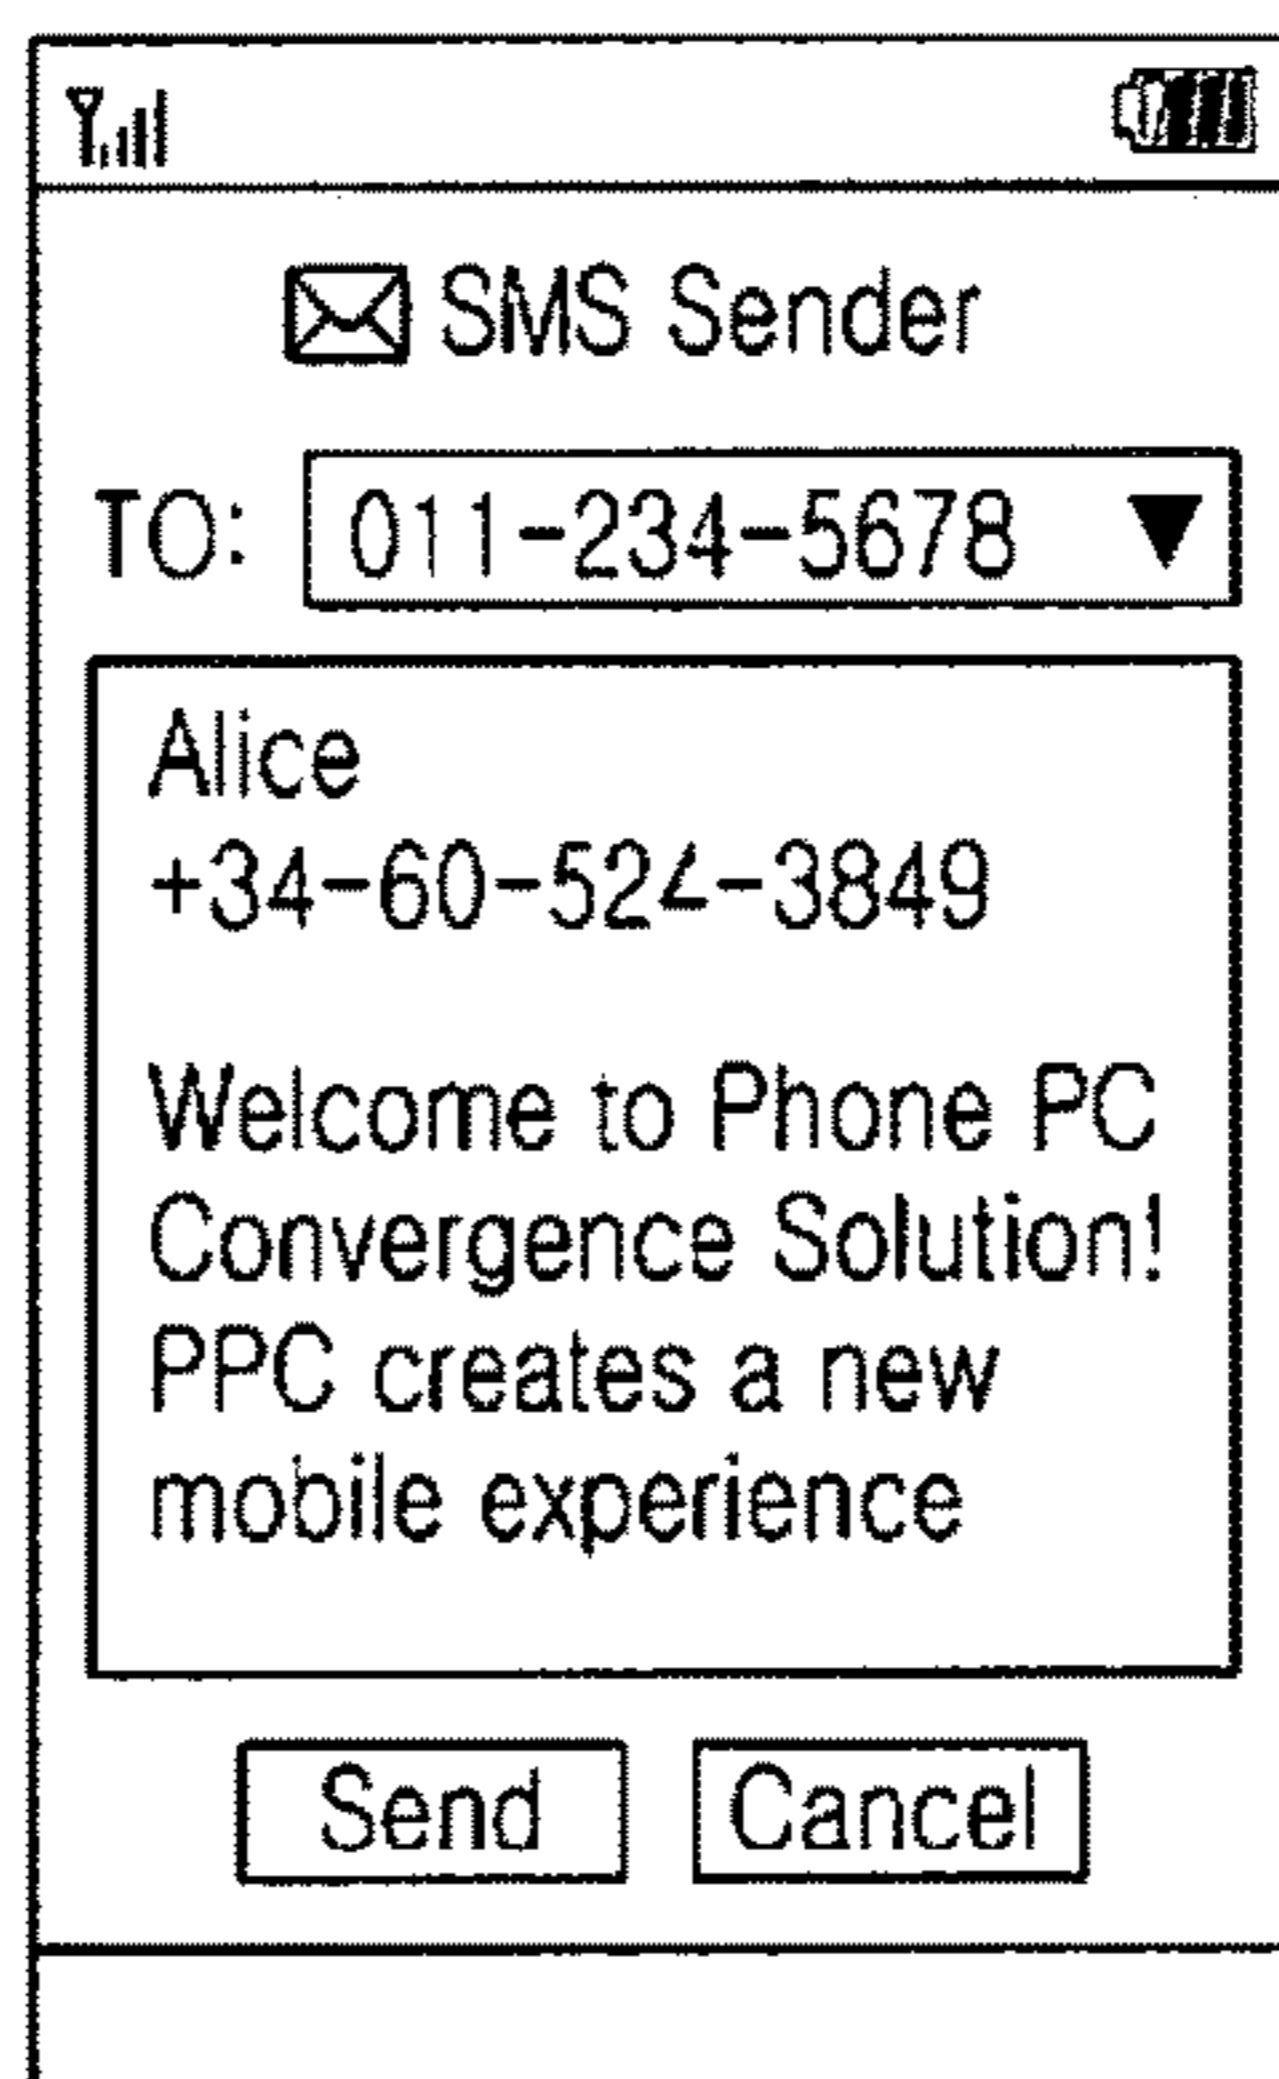 SMS Sender
TO: 011-234-5678
Alice
+34-60-524-3849
Welcome to Phone PC
Convergence Solution!
PPC creates a new
mobile experience
Send Cancel